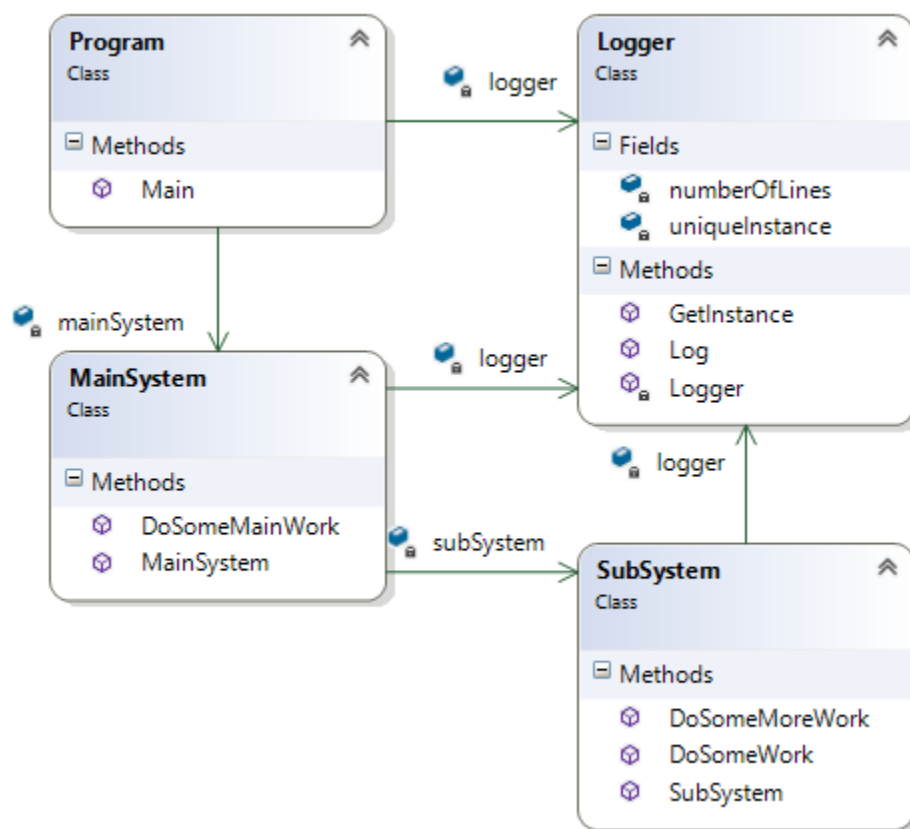 Program
Class
Methods
Main
logger
Logger
Class
Fields
numberOfLines
uniqueInstance
Methods
GetInstance
Log
Logger
mainSystem
MainSystem
Class
Methods
DoSomeMainWork
MainSystem
logger
subSystem
logger
SubSystem
Class
Methods
DoSomeMoreWork
DoSomeWork
SubSystem